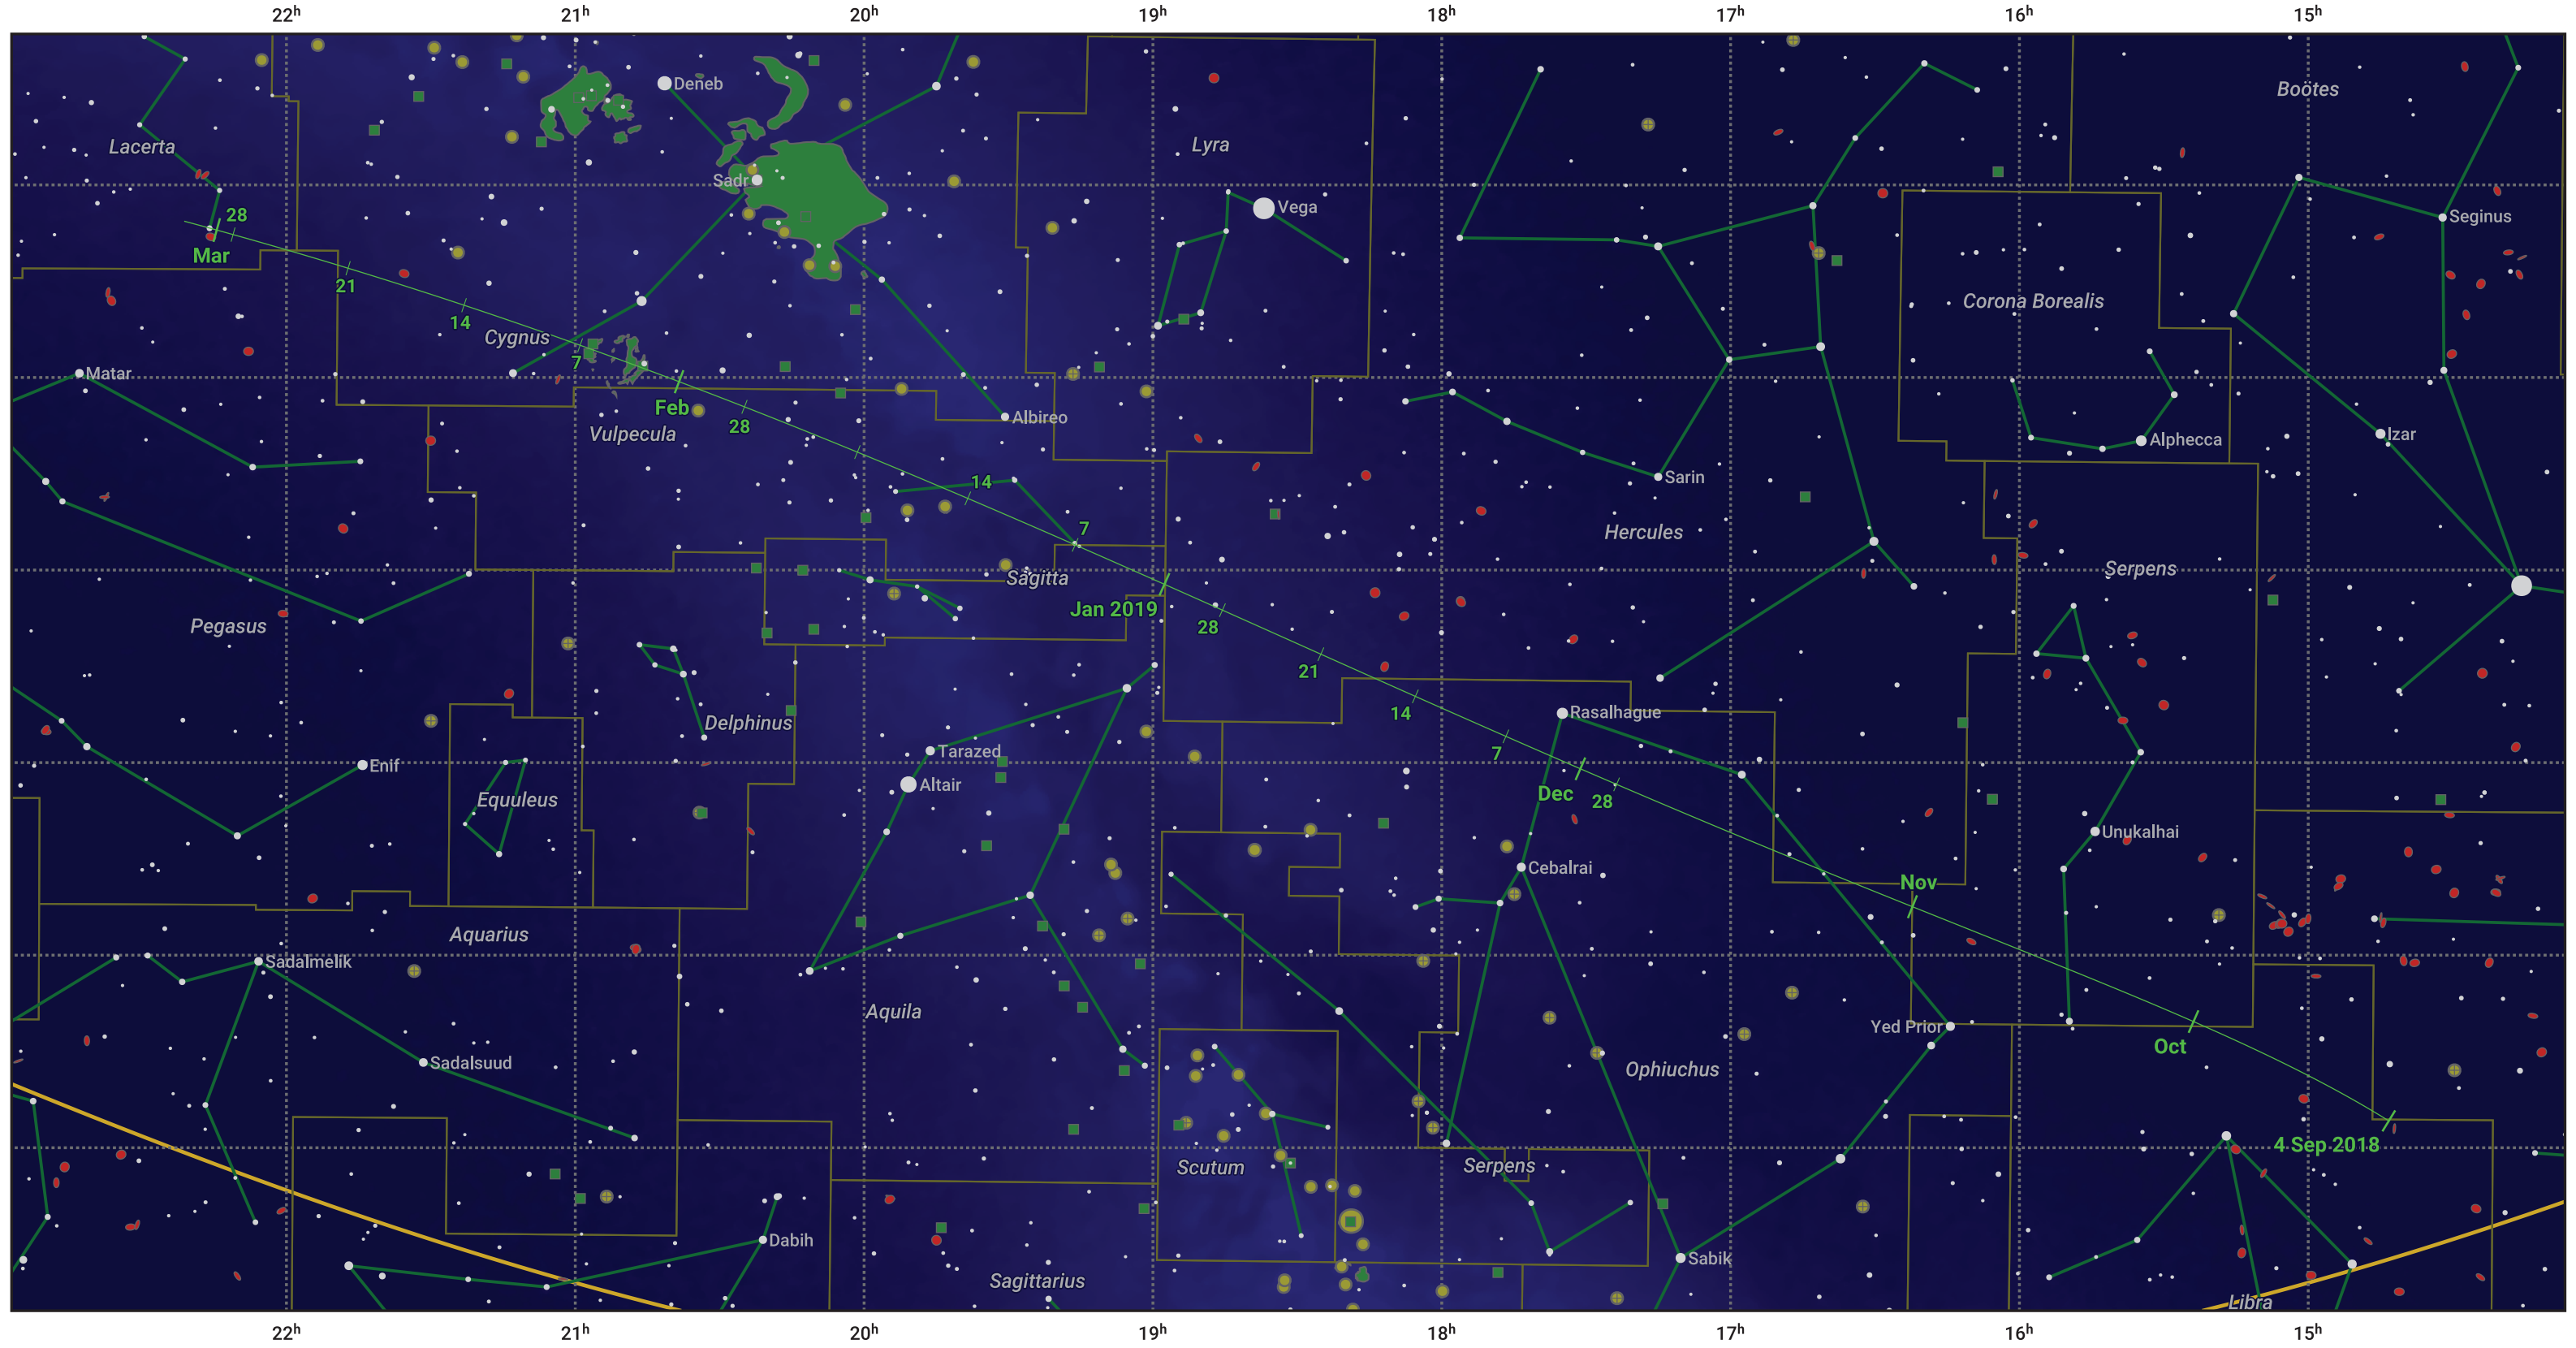 22h 21h 20h 19h 18h 17h 16h 15h
Deneb
Boötes
Lacerta
Lyra
Sadr
Vega
28
Seginus
Mar
21
Corona Borealis
14
Cygnus
7
Matar
Feb
Albireo
28
Vulpecula
Alphecca
Izar
14
Sarin
7
Hercules
Sagitta
Serpens
Jan 2019
28
Pegasus
21
14
Rasalhague
Delphinus
7
Tarazed
Enif
Altair
Dec
28
Equuleus
Unukalhai
Cebalrai
Nov
Aquarius
Sadalmelik
Aquila
Yed Prior
Oct
Sadalsuud
Ophiuchus
4 Sep 2018
Scutum
Serpens
Dabih
Sabik
Sagittarius
Libra
22h 21h 20h 19h 18h 17h 16h 15h